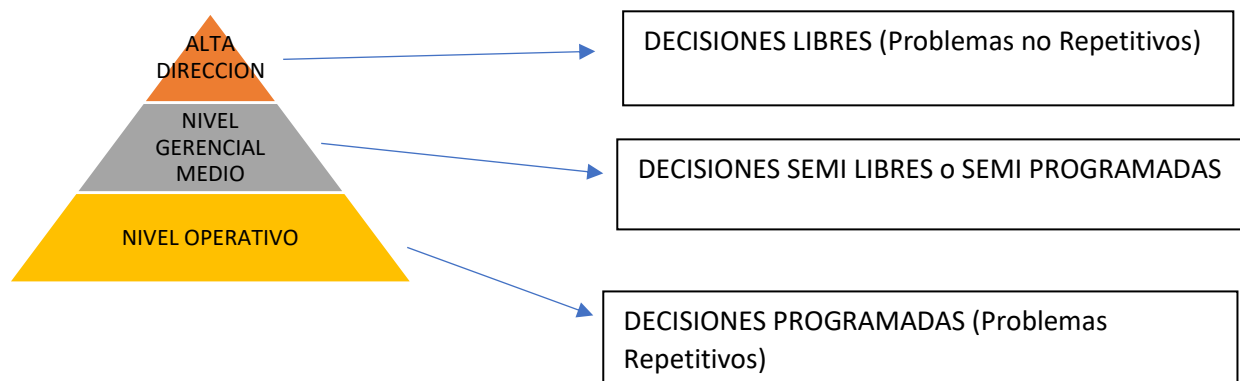 ALTA
DIRECCION
DECISIONES LIBRES (Problemas no Repetitivos)
NIVEL
GERENCIAL
MEDIO
DECISIONES SEMI LIBRES o SEMI PROGRAMADAS
NIVEL OPERATIVO
DECISIONES PROGRAMADAS (Problemas
Repetitivos)